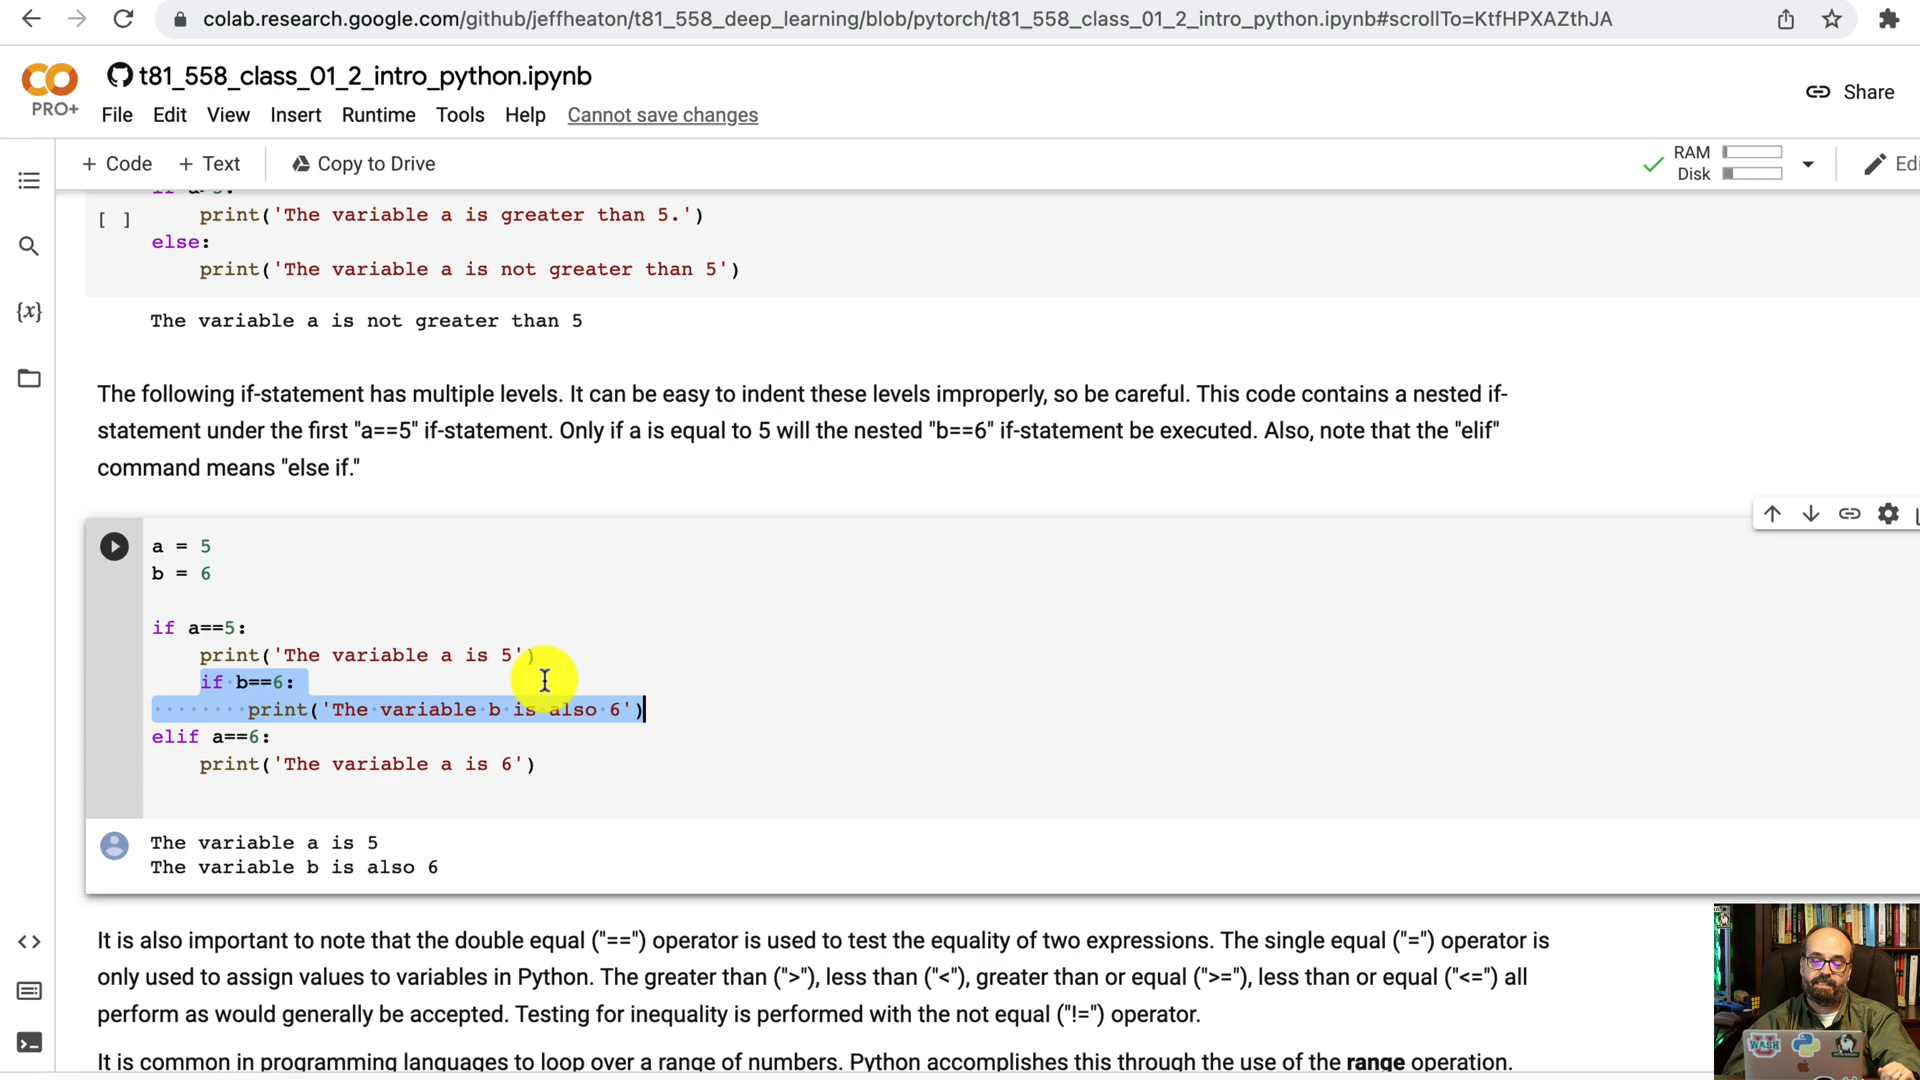 colab.research.google.com/github/jeffheaton/t81_558_deep_learning/blob/pytorch/t81_558_class_01_2_intro_python.ipynb#scrollTo=KtfHPXAZthJA
t81_558_class_01_2_intro_python.ipynb
PRO+
File Edit View Insert Runtime Tools Help Cannot save changes
Share
+ Code + Text Copy to Drive
RAM
Disk
Edi
[ ]
print('The variable a is greater than 5.')
else:
print('The variable a is not greater than 5')
The variable a is not greater than 5
The following if-statement has multiple levels. It can be easy to indent these levels improperly, so be careful. This code contains a nested if-
statement under the first "a==5" if-statement. Only if a is equal to 5 will the nested "b==6" if-statement be executed. Also, note that the "elif"
command means "else if."
a = 5
b = 6
if a==5:
print('The variable a is 5')
if b==6:
print('The variable b is also 6')
elif a==6:
print('The variable a is 6')
The variable a is 5
The variable b is also 6
It is also important to note that the double equal ("==") operator is used to test the equality of two expressions. The single equal ("=") operator is
only used to assign values to variables in Python. The greater than (">"), less than ("<"), greater than or equal (">="), less than or equal ("<=") all
perform as would generally be accepted. Testing for inequality is performed with the not equal ("!=") operator.
It is common in programming languages to loop over a range of numbers. Python accomplishes this through the use of the range operation.
WASH